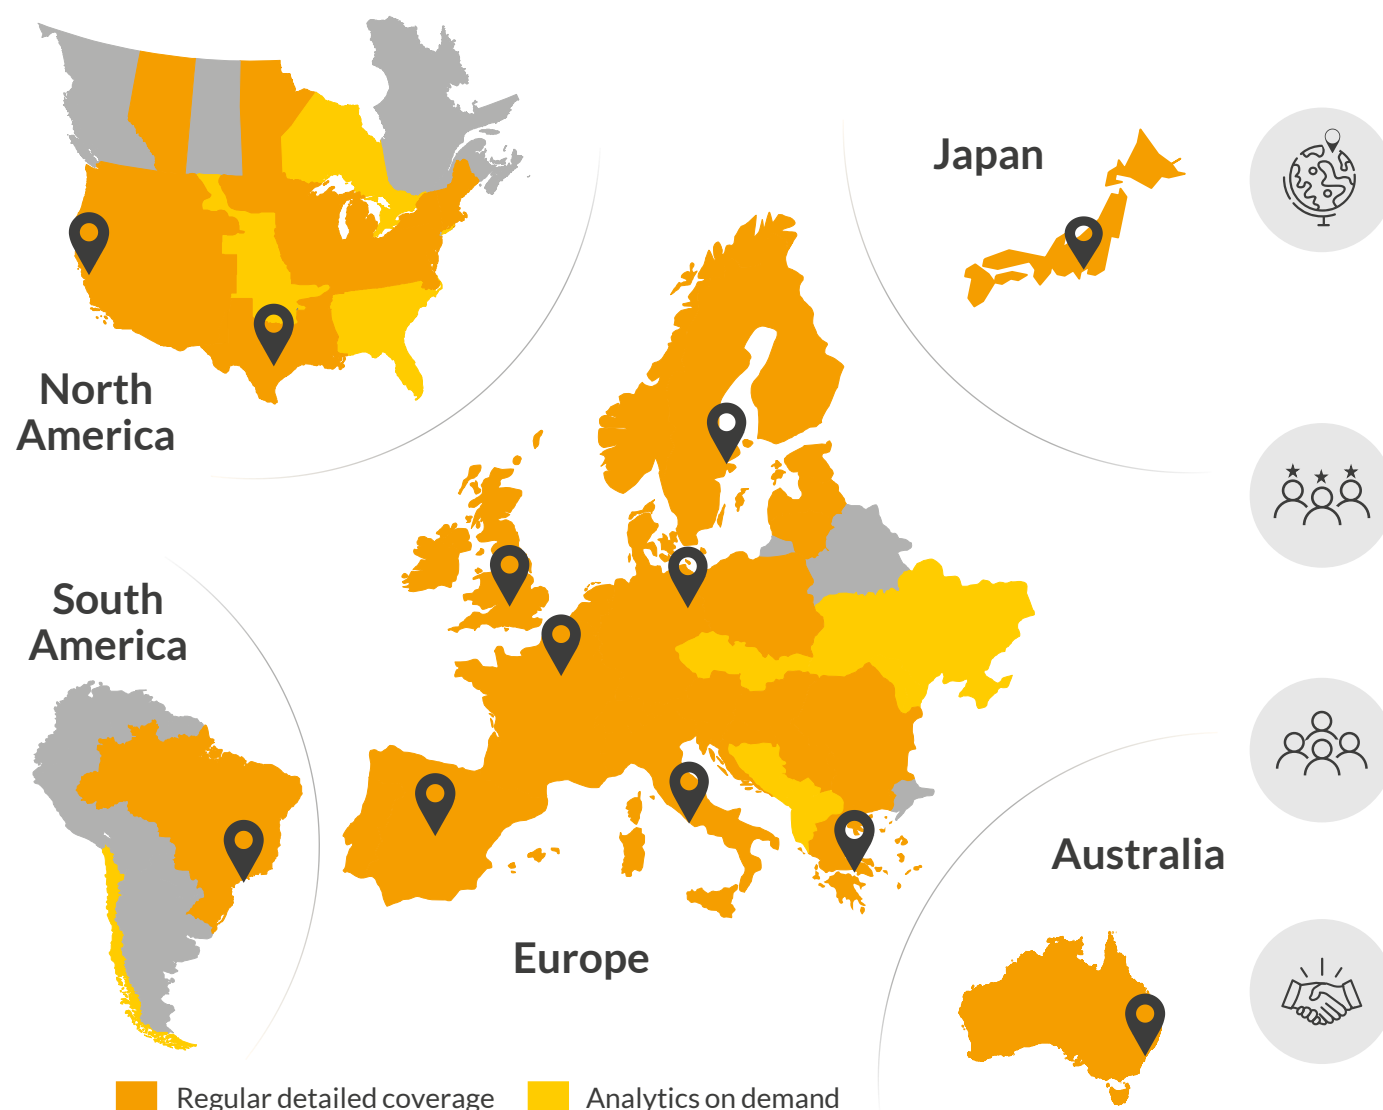 Japan
North
America
South
America
Europe
Australia
Regular detailed coverage
Analytics on demand